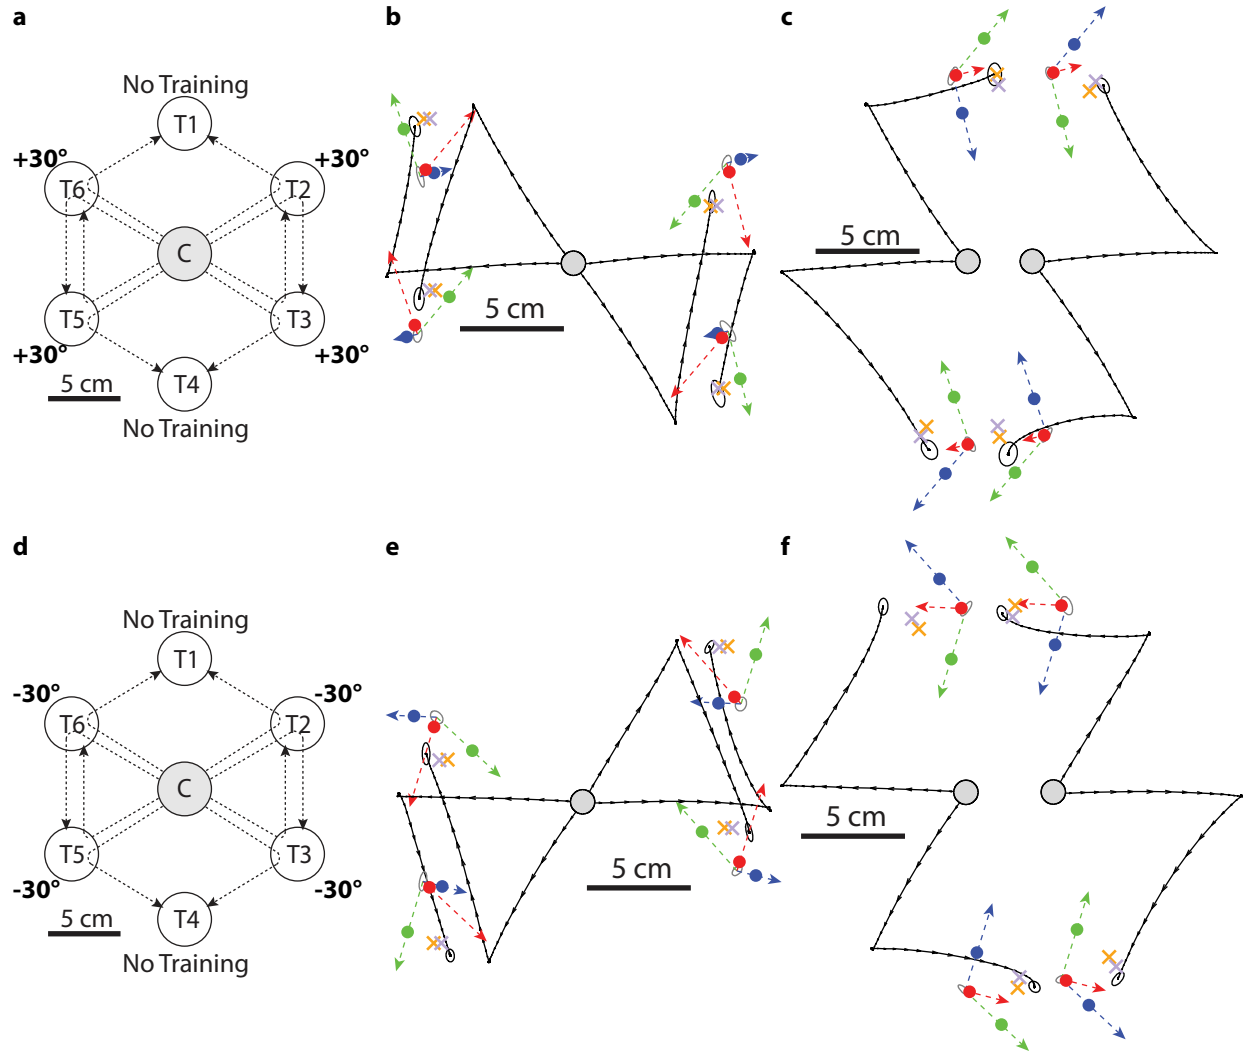 a
No Training
T1
+30°
+30°
T6
T2
C
T5
T3
+30°
+30°
T4
5 cm
No Training
b
5 cm
c
5 cm
d
No Training
T1
-30°
-30°
T6
T2
C
T5
T3
-30°
-30°
T4
5 cm
No Training
e
5 cm
f
5 cm